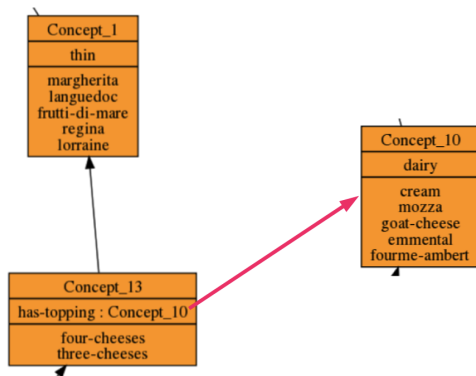 Concept_1
thin
margherita
languedoc
frutti-di-mare
regina
lorraine
Concept_10
dairy
cream
mozza
goat-cheese
emmental
fourme-ambert
Concept_13
has-topping : Concept_10
four-cheeses
three-cheeses